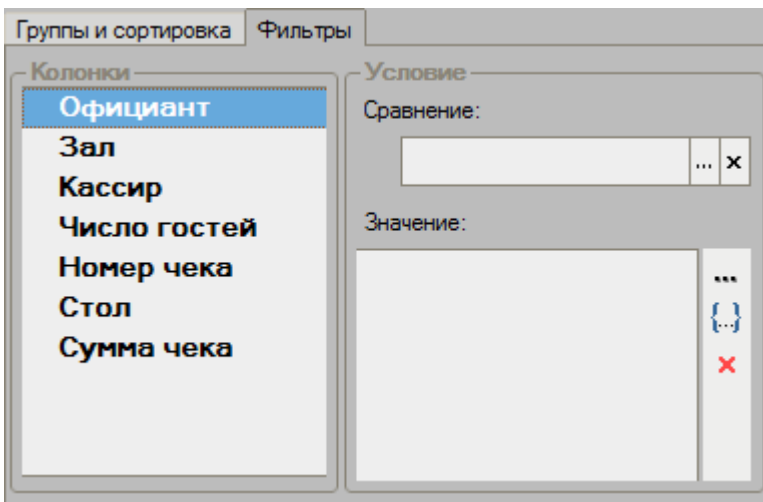 Группы и сортировка Фильтры
Колонки
Официант
Зал
Кассир
Число гостей
Номер чека
Стол
Сумма чека
Условие
Сравнение:
... x
Значение:
...
{...}